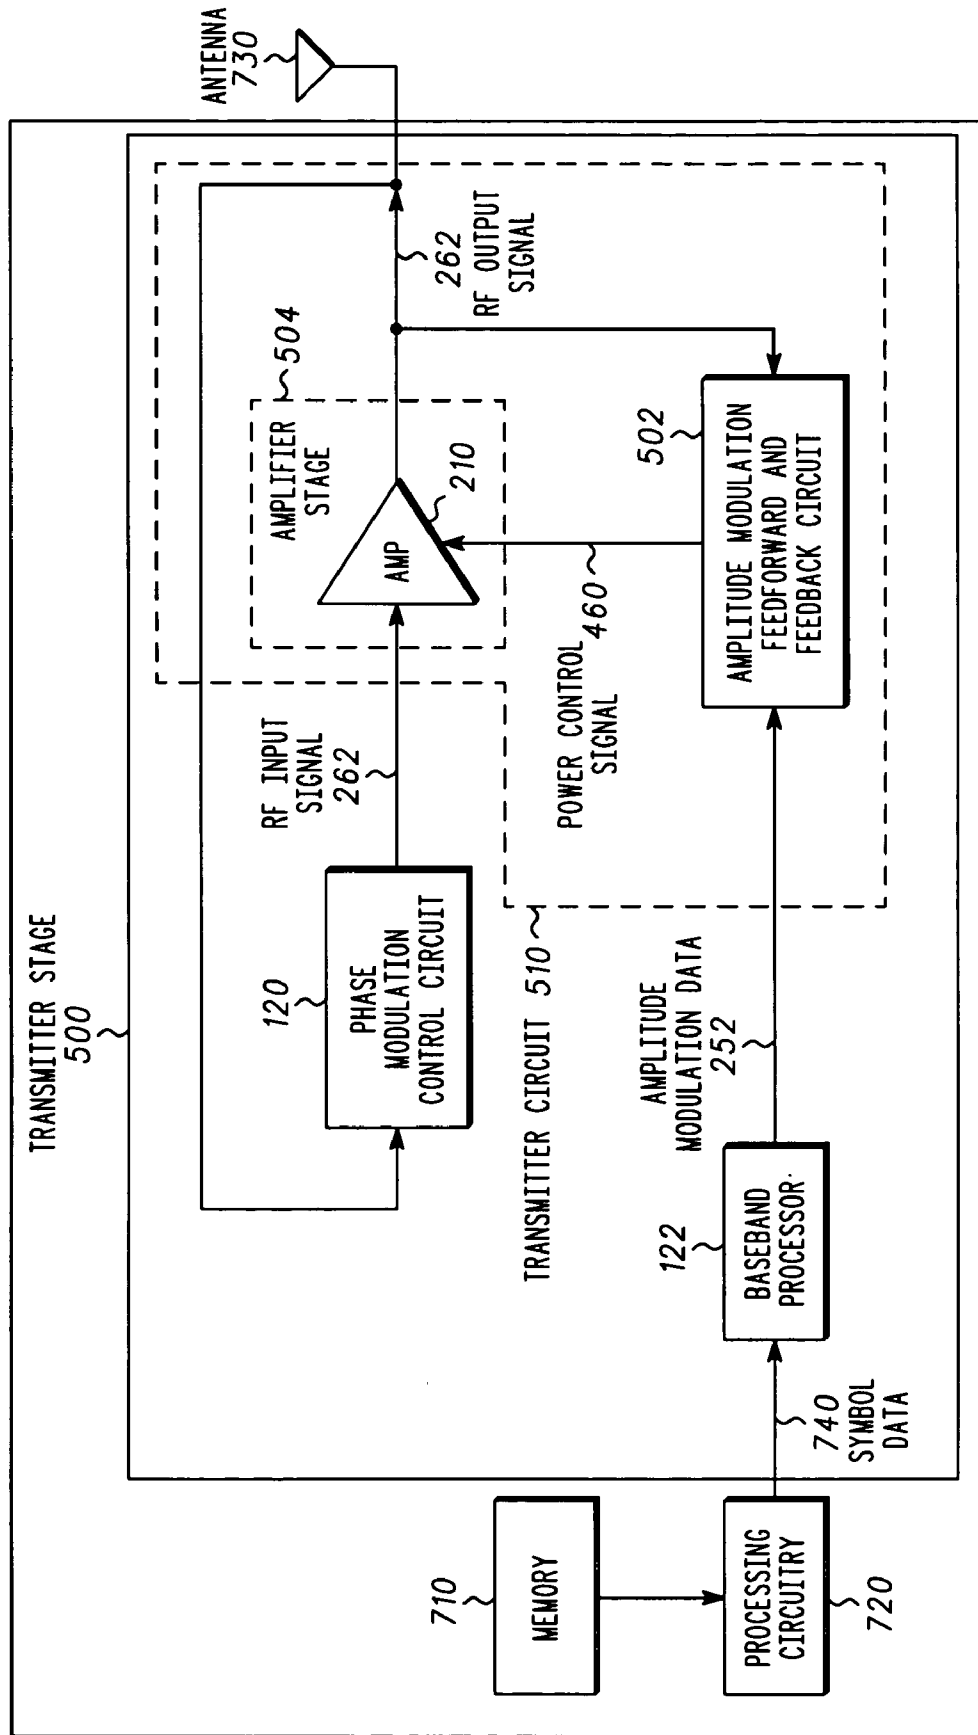 TRANSMITTER STAGE
500
ANTENNA
730
AMPLIFIER
STAGE
504
RF INPUT
SIGNAL
262
AMP
210
262
RF OUTPUT
SIGNAL
120
PHASE
MODULATION
CONTROL CIRCUIT
POWER CONTROL
SIGNAL
460
502
AMPLITUDE MODULATION
FEEDFORWARD AND
FEEDBACK CIRCUIT
TRANSMITTER CIRCUIT 510
AMPLITUDE
MODULATION DATA
252
122
BASEBAND
PROCESSOR
740
SYMBOL
DATA
710
MEMORY
PROCESSING
CIRCUITRY
720